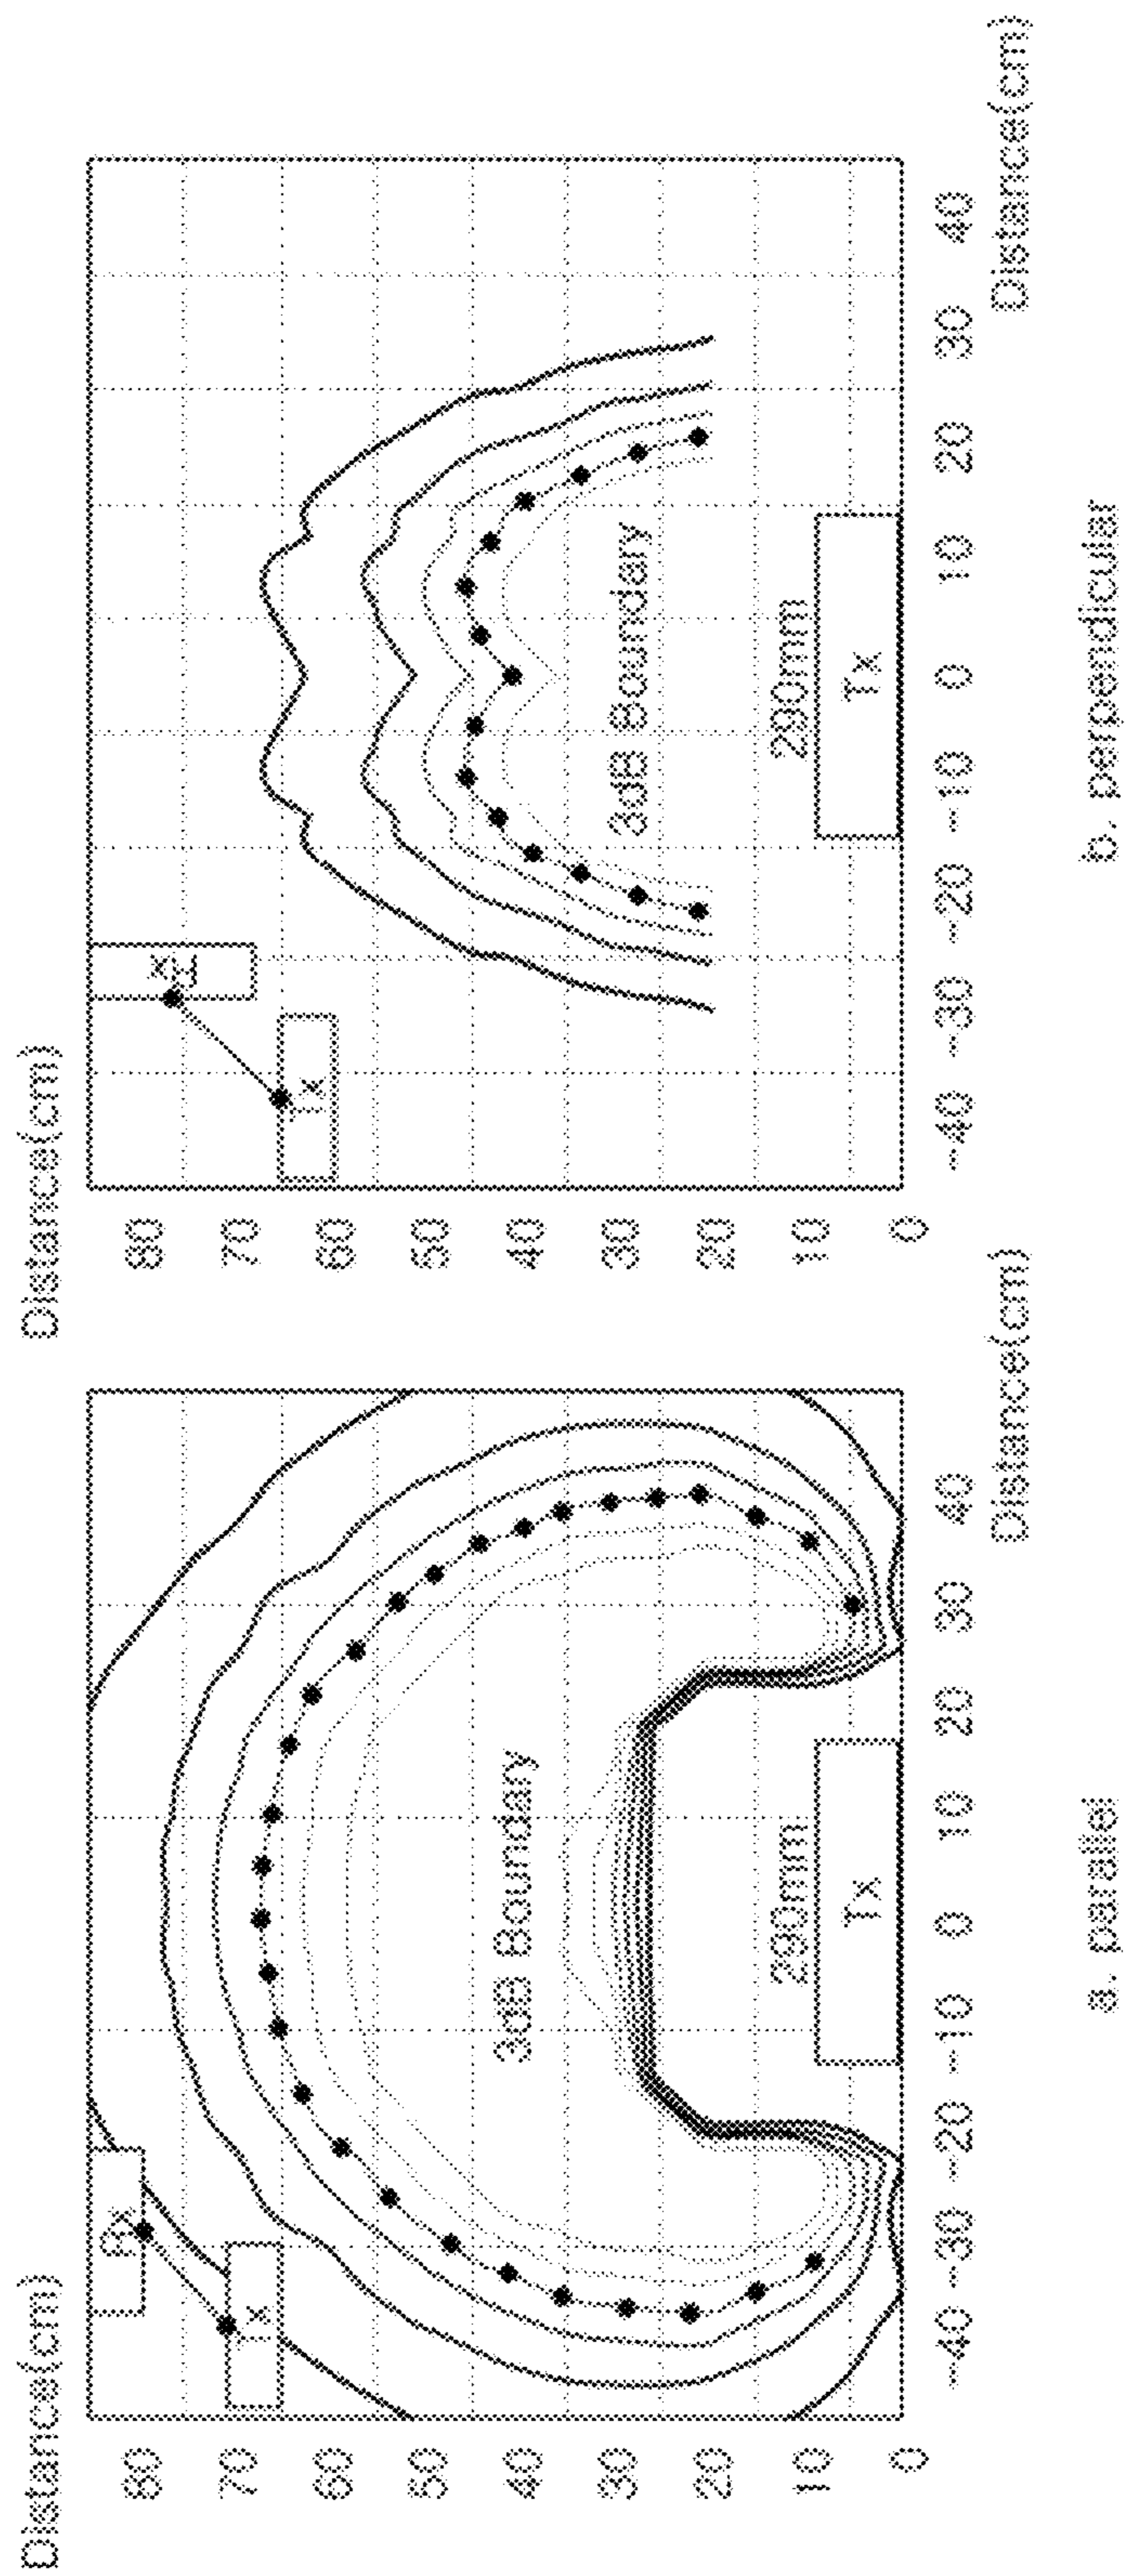 Distance(cm)
80
70
60
50
40
30
20
10
0
Rx
Tx
3dB Boundary
290mm
Tx
-40 -30 -20 -10 0 10 20 30 40
Distance(cm)
a. parallel
Distance(cm)
80
70
60
50
40
30
20
10
0
Rx
Tx
3dB Boundary
290mm
Tx
-40 -30 -20 -10 0 10 20 30 40
Distance(cm)
b. perpendicular